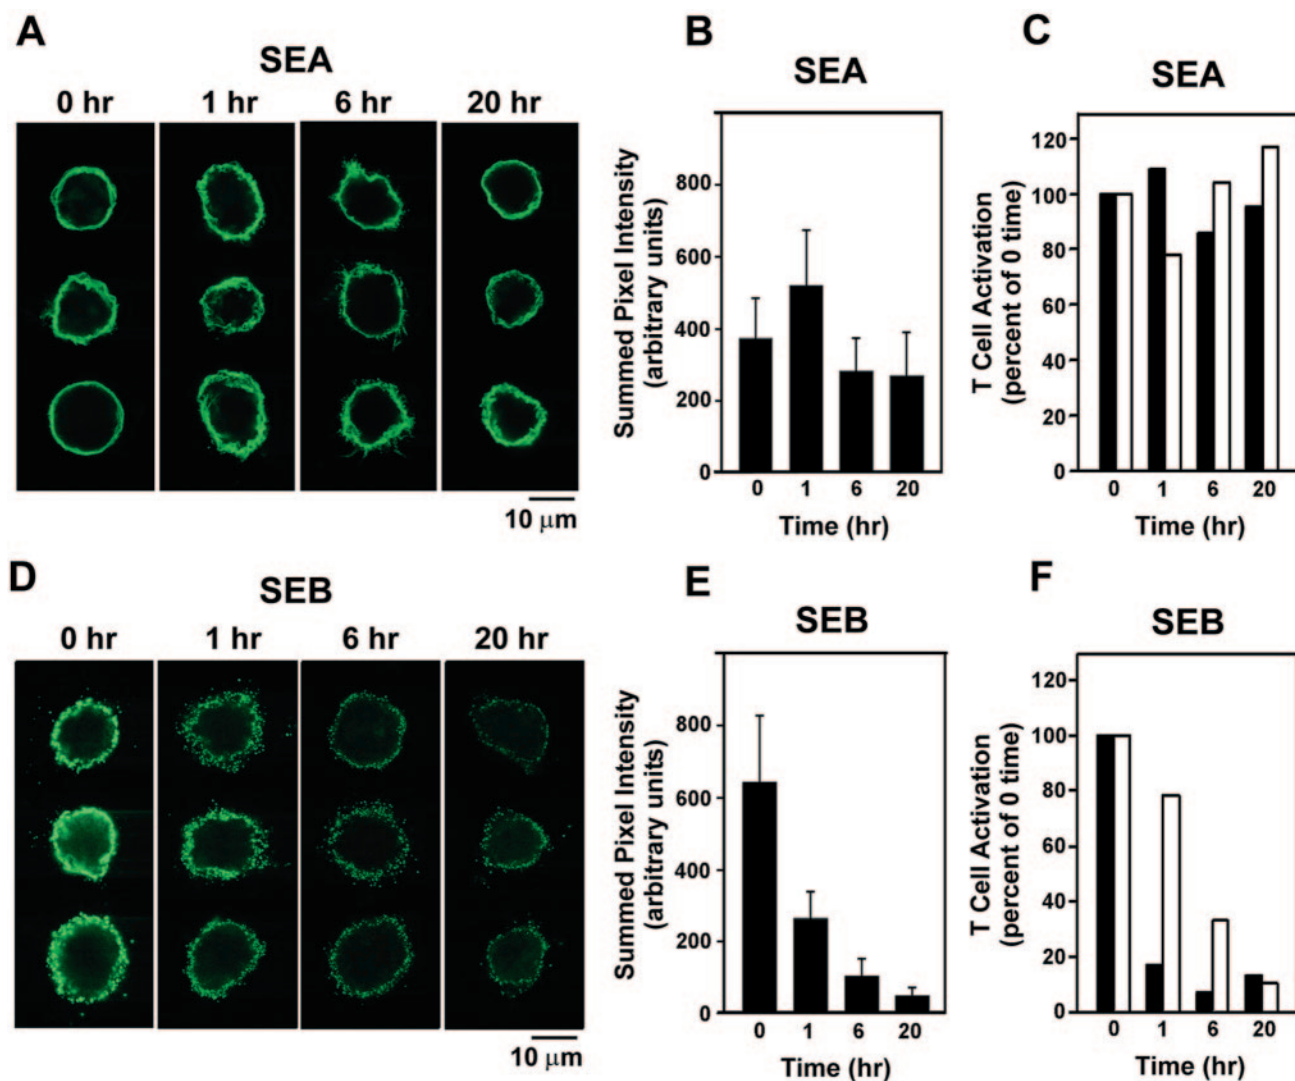 A
SEA
0 hr
1 hr
6 hr
20 hr
10 μm
B
SEA
Summed Pixel Intensity
(arbitrary units)
800
600
400
200
0
0
1
6
20
Time (hr)
C
SEA
T Cell Activation
(percent of 0 time)
120
100
80
60
40
20
0
0
1
6
20
Time (hr)
D
SEB
0 hr
1 hr
6 hr
20 hr
10 μm
E
SEB
Summed Pixel Intensity
(arbitrary units)
800
600
400
200
0
0
1
6
20
Time (hr)
F
SEB
T Cell Activation
(percent of 0 time)
120
100
80
60
40
20
0
0
1
6
20
Time (hr)